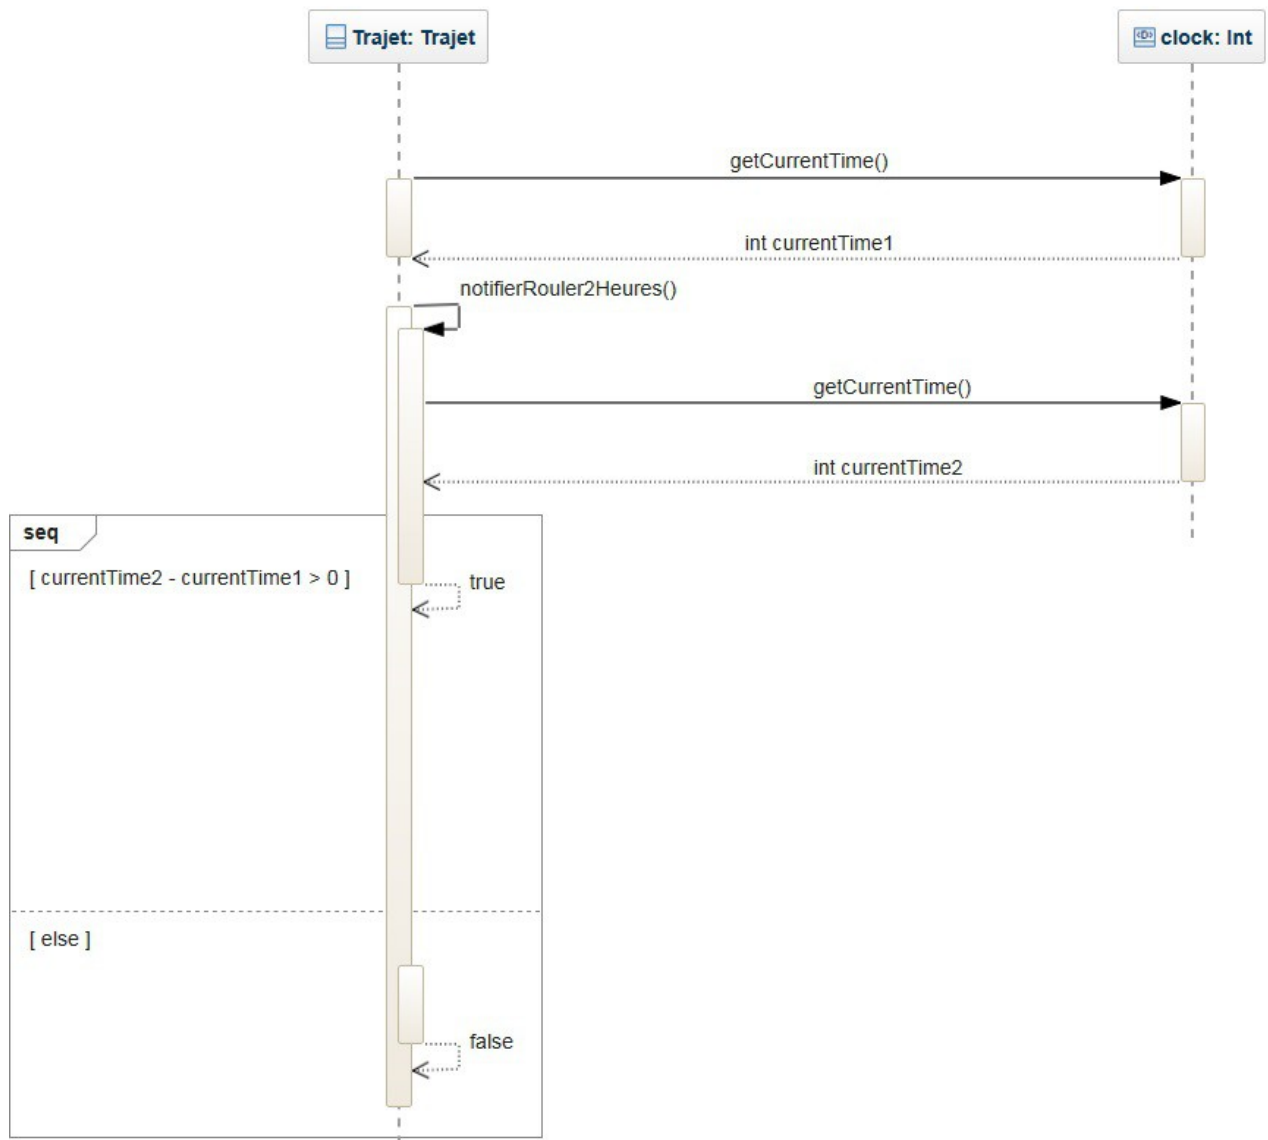 Trajet: Trajet
clock: Int
getCurrentTime()
int currentTime1
notifierRouler2Heures()
getCurrentTime()
int currentTime2
seq
[ currentTime2 - currentTime1 > 0 ]
true
[ else ]
false